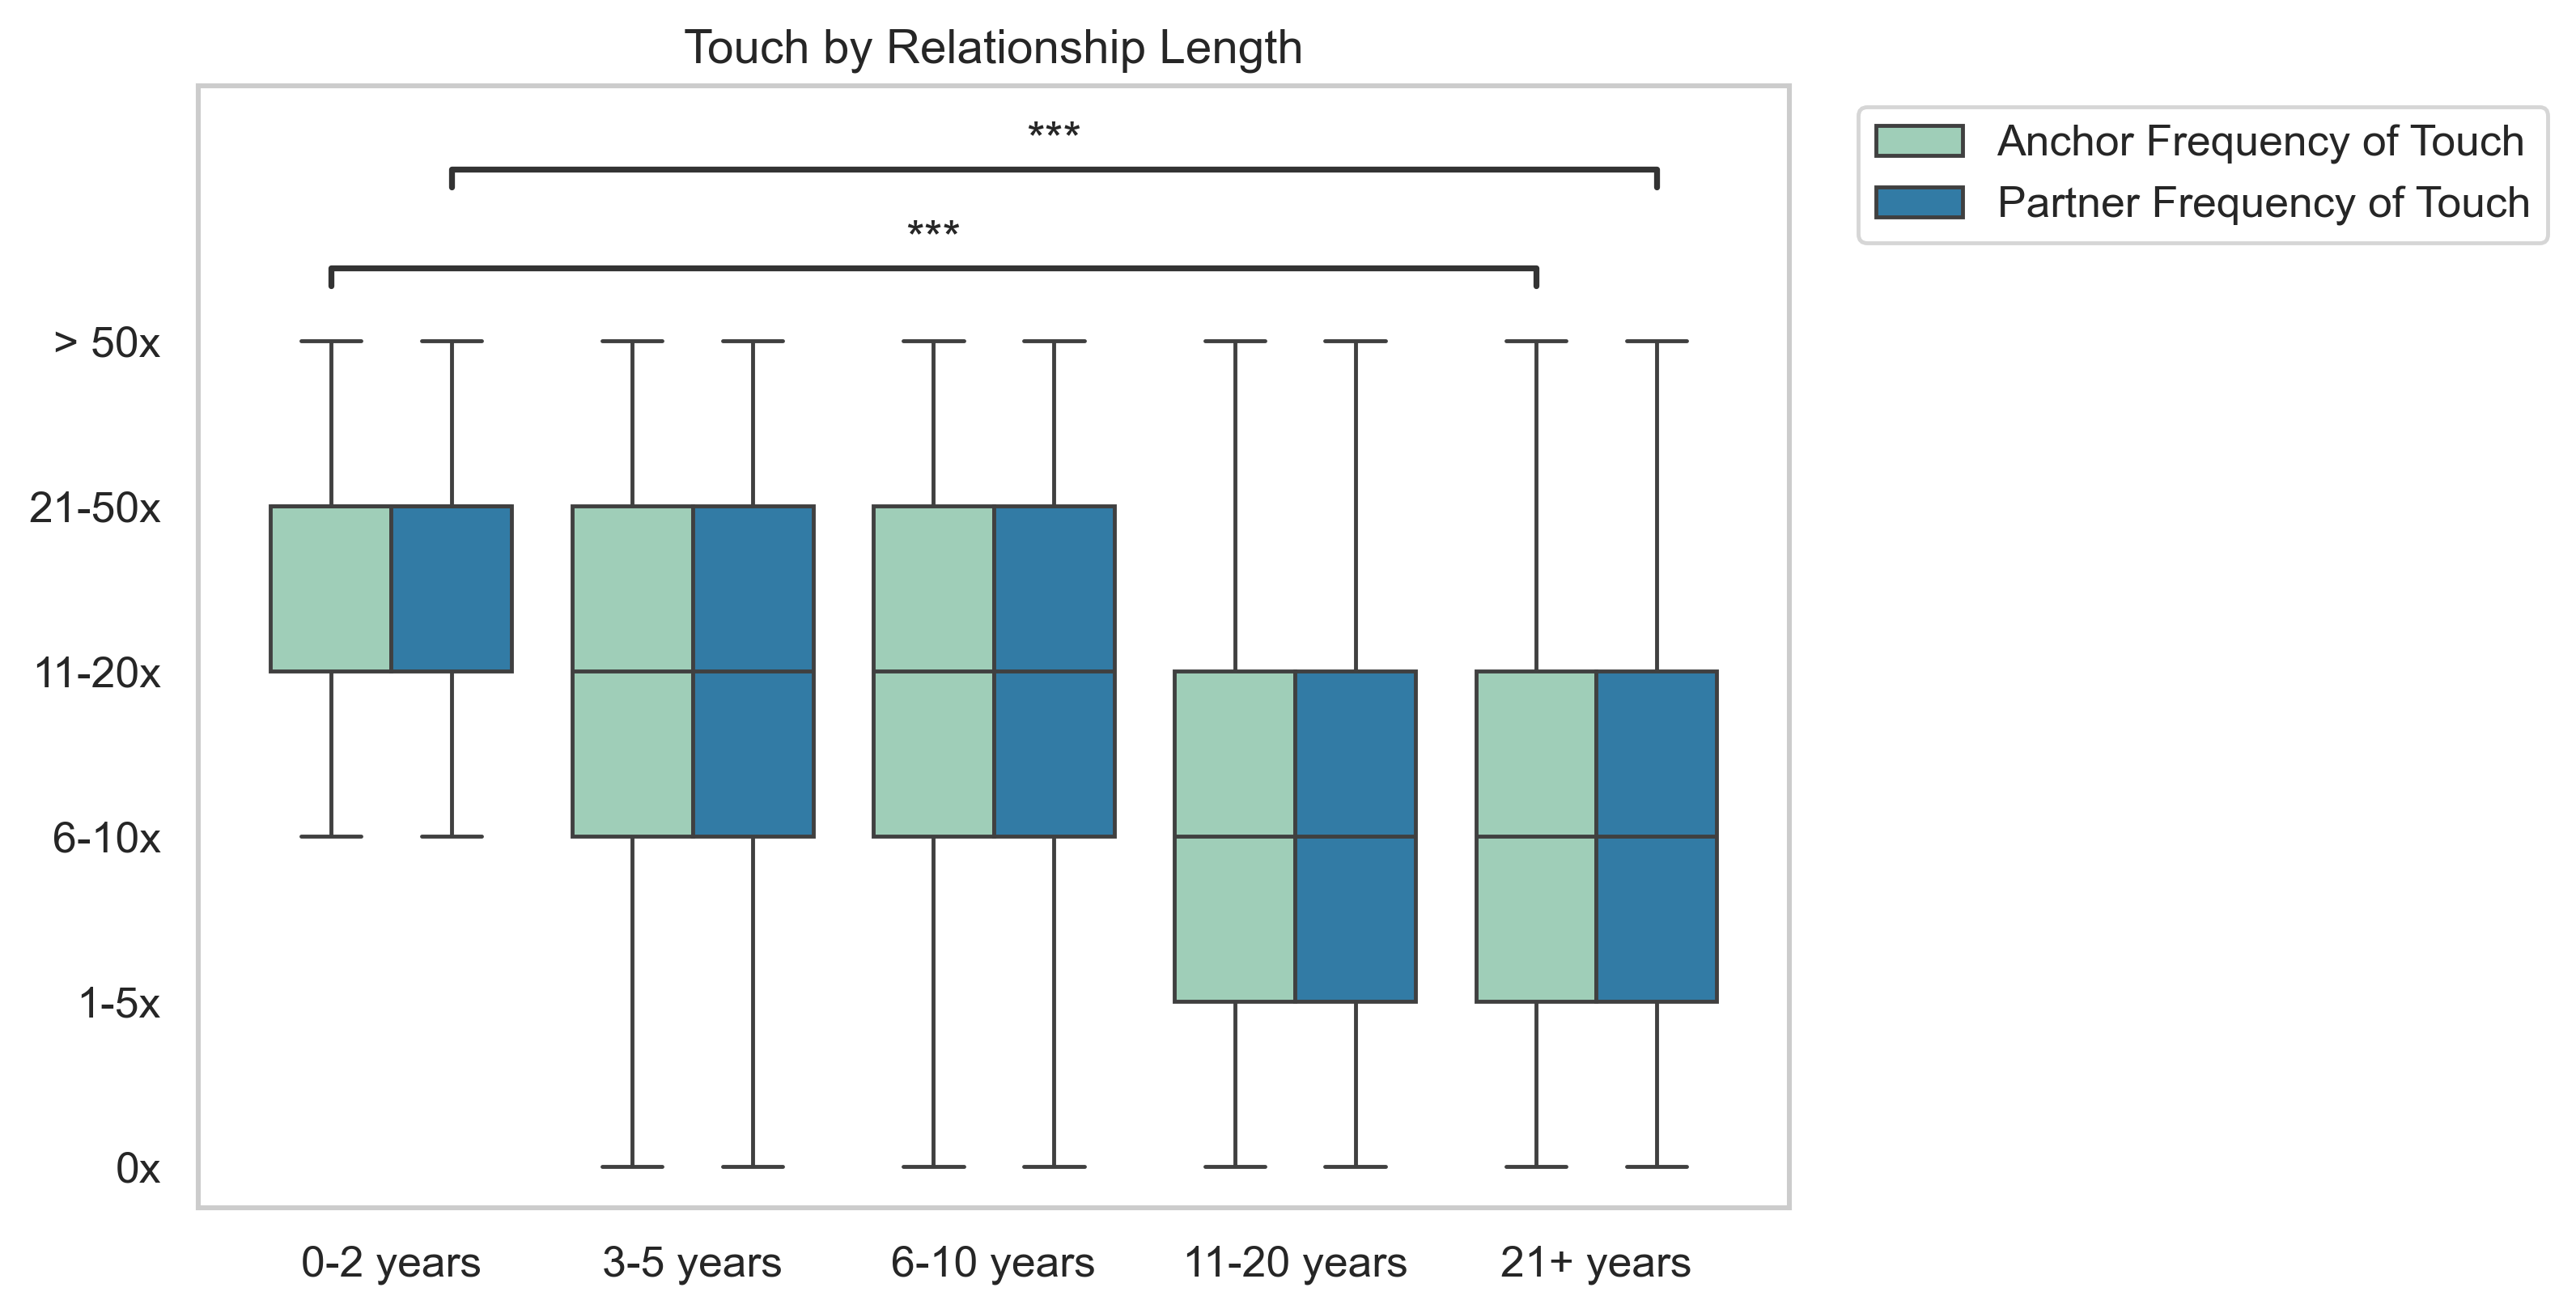 Touch by Relationship Length
***
***
Anchor Frequency of Touch
Partner Frequency of Touch
> 50x
21-50x
11-20x
6-10x
1-5x
0x
0-2 years
3-5 years
6-10 years
11-20 years
21+ years